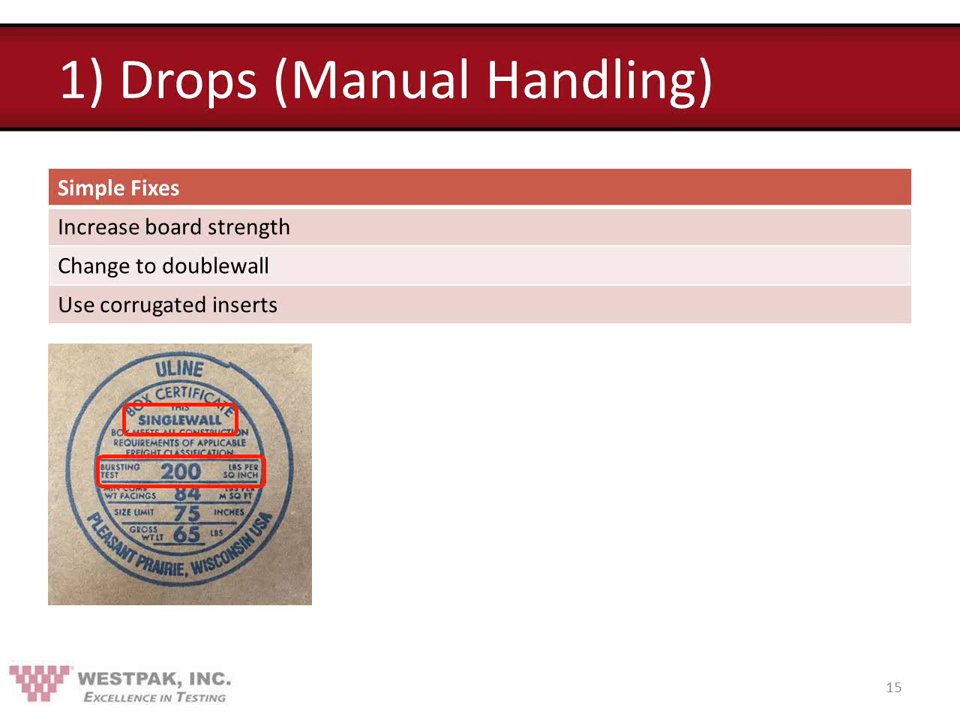 1) Drops (Manual Handling)
Simple Fixes
Increase board strength
Change to doublewall
Use corrugated inserts
ULINE
BOX CERTIFICATE
THIS
SINGLEWALL
BOX MEETS ALL CONSTRUCTION
REQUIREMENTS OF APPLICABLE
FREIGHT CLASSIFICATION
BURSTING TEST 200 LBS PER SQ INCH
MIN COMB WT FACINGS 84 LBS PER M SQ FT
SIZE LIMIT 75 INCHES
GROSS WT LT 65 LBS
PLEASANT PRAIRIE, WISCONSIN USA
WESTPAK, INC.
EXCELLENCE IN TESTING
15